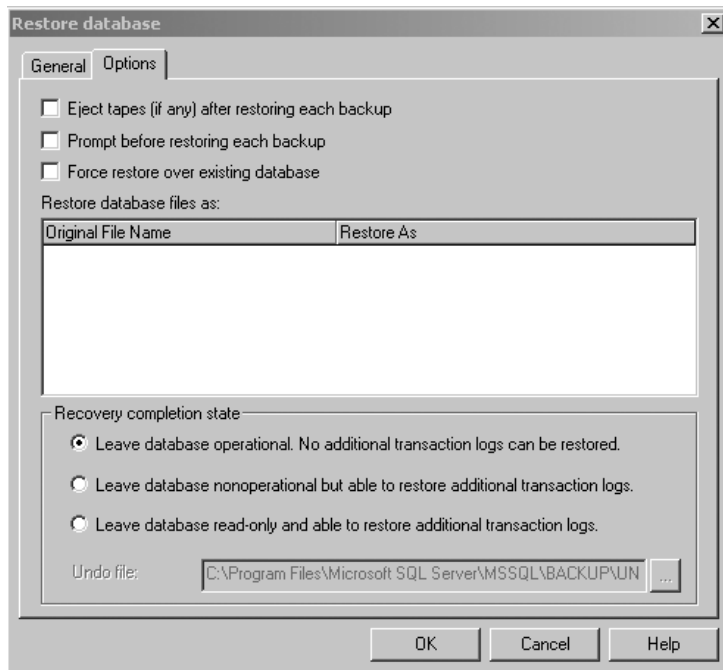 Restore database
General
Options
Eject tapes (if any) after restoring each backup
Prompt before restoring each backup
Force restore over existing database
Restore database files as:
Original File Name
Restore As
Recovery completion state
Leave database operational. No additional transaction logs can be restored.
Leave database nonoperational but able to restore additional transaction logs.
Leave database read-only and able to restore additional transaction logs.
Undo file:
C:\Program Files\Microsoft SQL Server\MSSQL\BACKUP\UN
...
OK
Cancel
Help